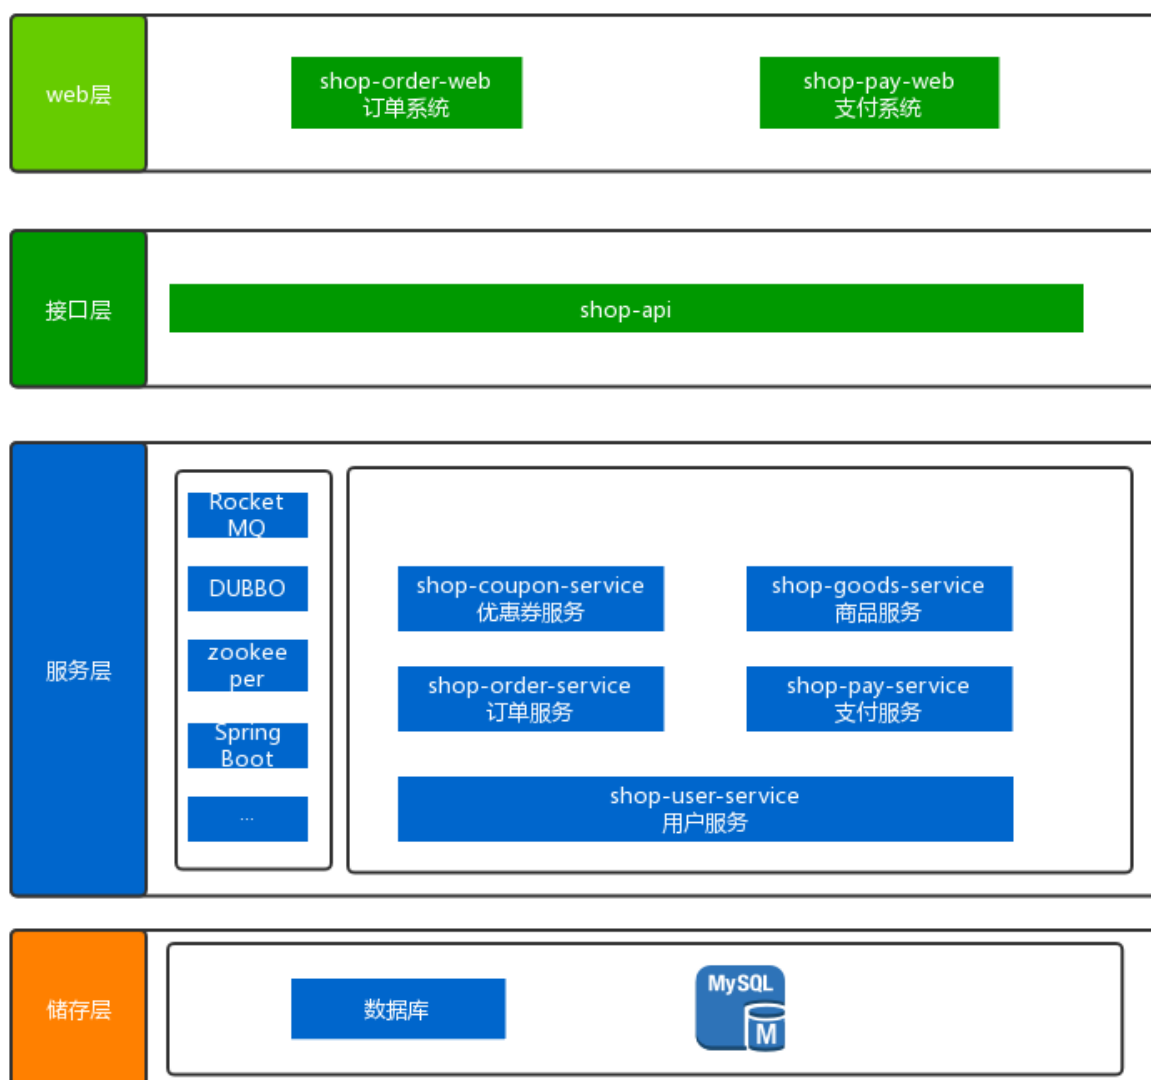 web层
shop-order-web
订单系统
shop-pay-web
支付系统
接口层
shop-api
服务层
Rocket
MQ
DUBBO
zookee
per
Spring
Boot
...
shop-coupon-service
优惠券服务
shop-goods-service
商品服务
shop-order-service
订单服务
shop-pay-service
支付服务
shop-user-service
用户服务
储存层
数据库
MySQL
M